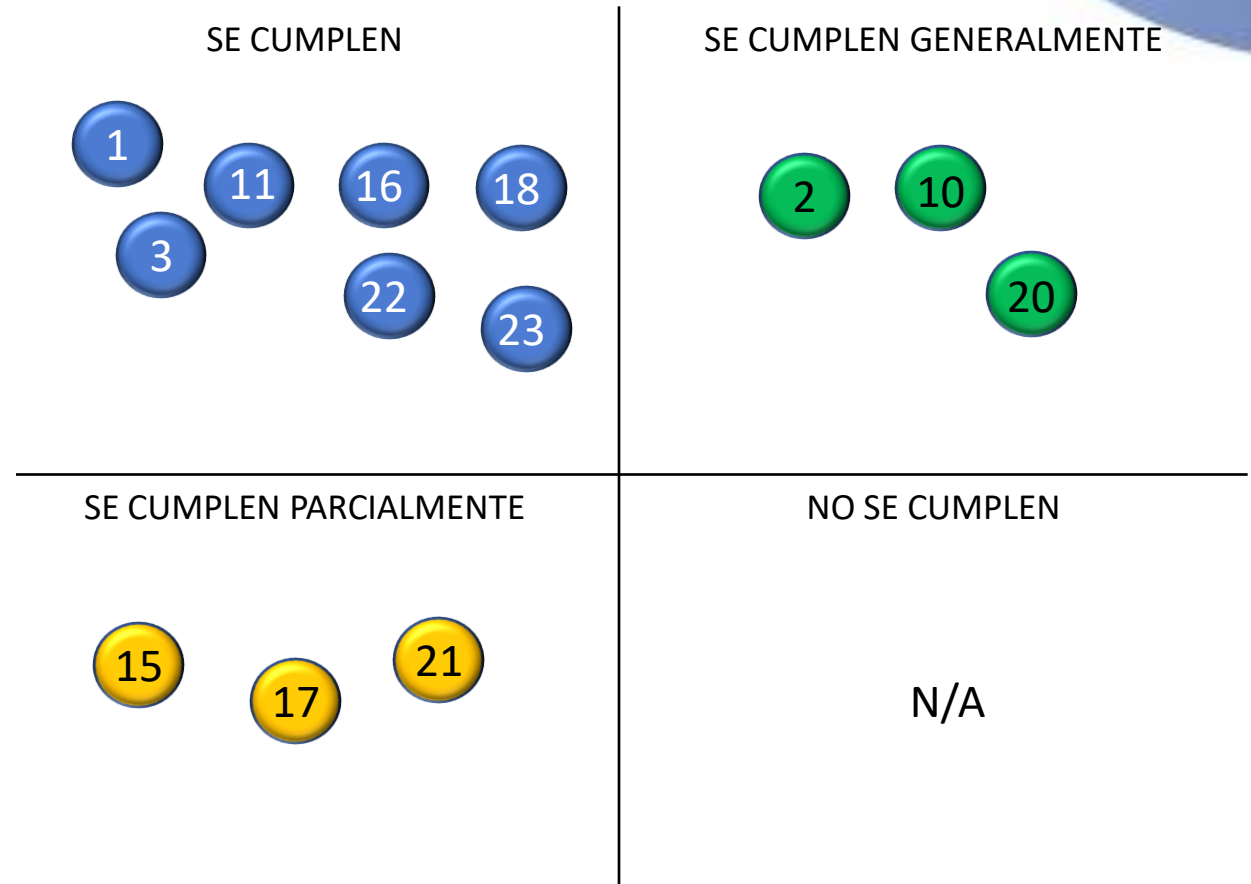 SE CUMPLEN
1
11
16
18
3
22
23
SE CUMPLEN GENERALMENTE
2
10
20
SE CUMPLEN PARCIALMENTE
15
17
21
NO SE CUMPLEN
N/A